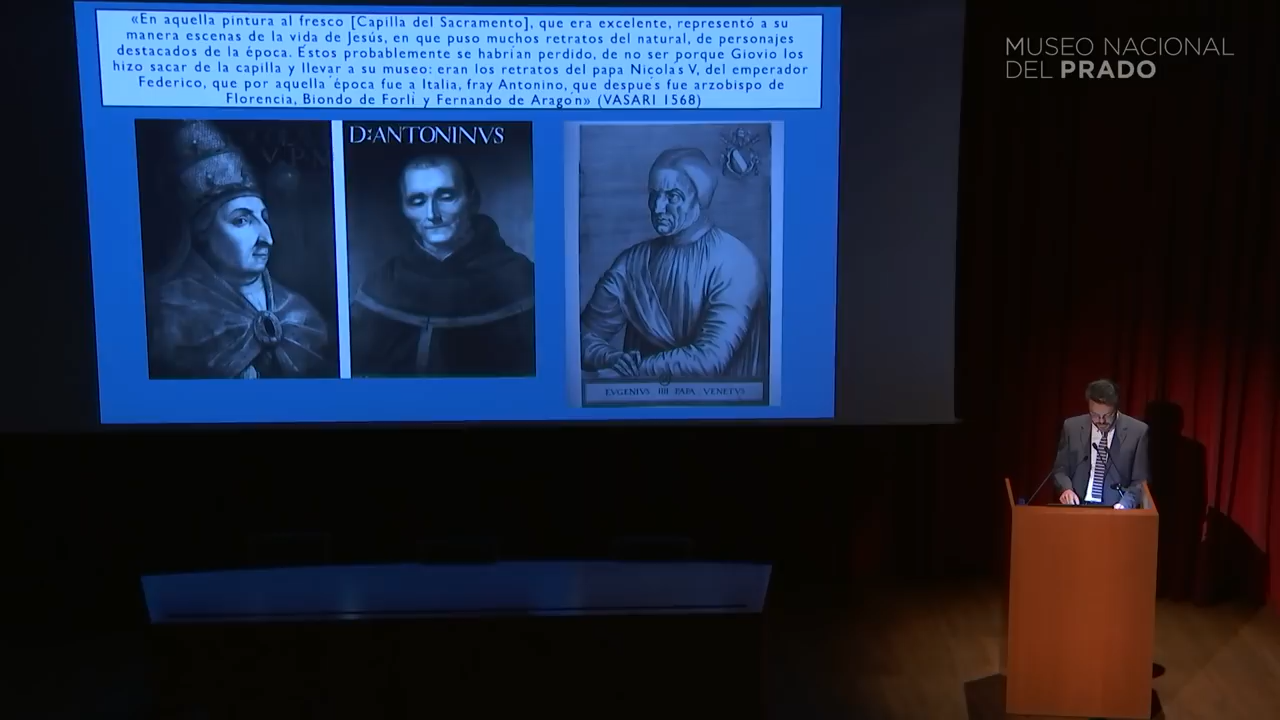 «En aquella pintura al fresco [Capilla del Sacramento], que era excelente, representó a su
manera escenas de la vida de Jesús, en que puso muchos retratos del natural, de personajes
destacados de la época. Éstos probablemente se habrían perdido, de no ser porque Giovio los
hizo sacar de la capilla y llevar a su museo: eran los retratos del papa Nicolas V, del emperador
Federico, que por aquella época fue a Italia, fray Antonino, que después fue arzobispo de
Florencia, Biondo de Forlì y Fernando de Aragon» (VASARI 1568)
MUSEO NACIONAL
DEL PRADO
D:ANTONINVS
EVGENIVS IIII PAPA VENETVS